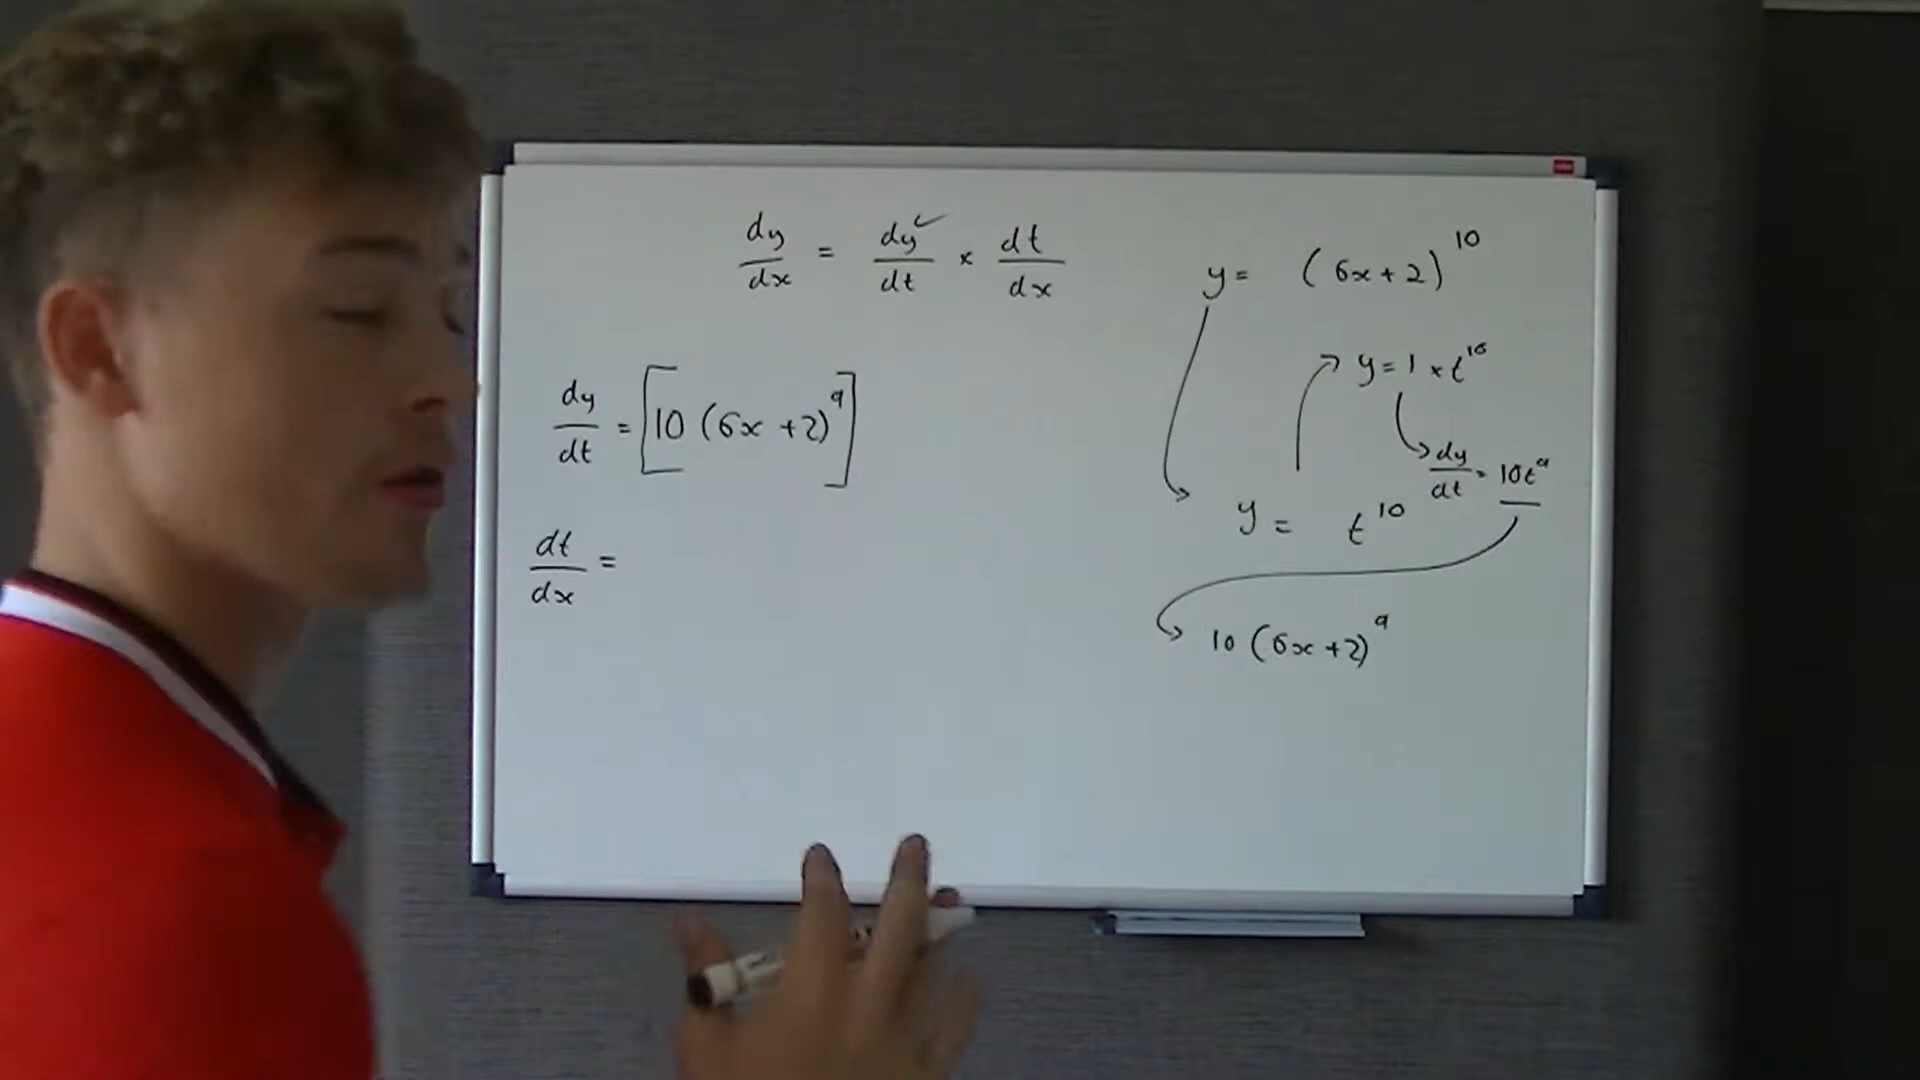 dy/dx = dy/dt × dt/dx
y = (6x + 2)^10
y = 1 × t^10
dy/dt = [10 (6x + 2)^9]
dy/dt = 10t^9
y = t^10
dt/dx =
10 (6x + 2)^9